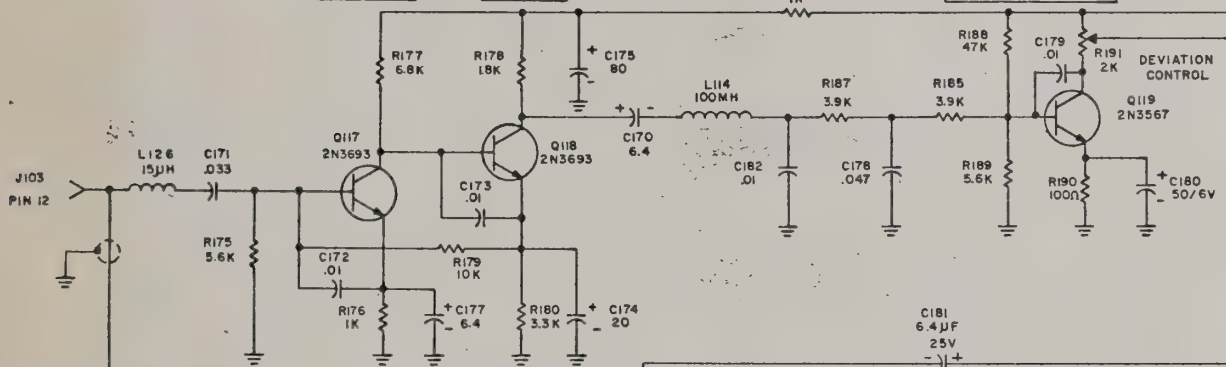 R177
6.8K
R178
1.8K
C175
80
+
-
R188
47K
C179
.01
R191
2K
DEVIATION
CONTROL
L114
100MH
R187
3.9K
R185
3.9K
Q119
2N3567
Q117
2N3693
Q118
2N3693
+
-
C170
6.4
L126
15µH
C171
.033
J103
PIN 12
C173
.01
C182
.01
C178
.047
R189
5.6K
R190
100Ω
+
C180
-
50/6V
R175
5.6K
C172
.01
R179
10K
R176
1K
+
C177
-
6.4
R180
3.3K
+
C174
-
20
C181
6.4µF
25V
-
+